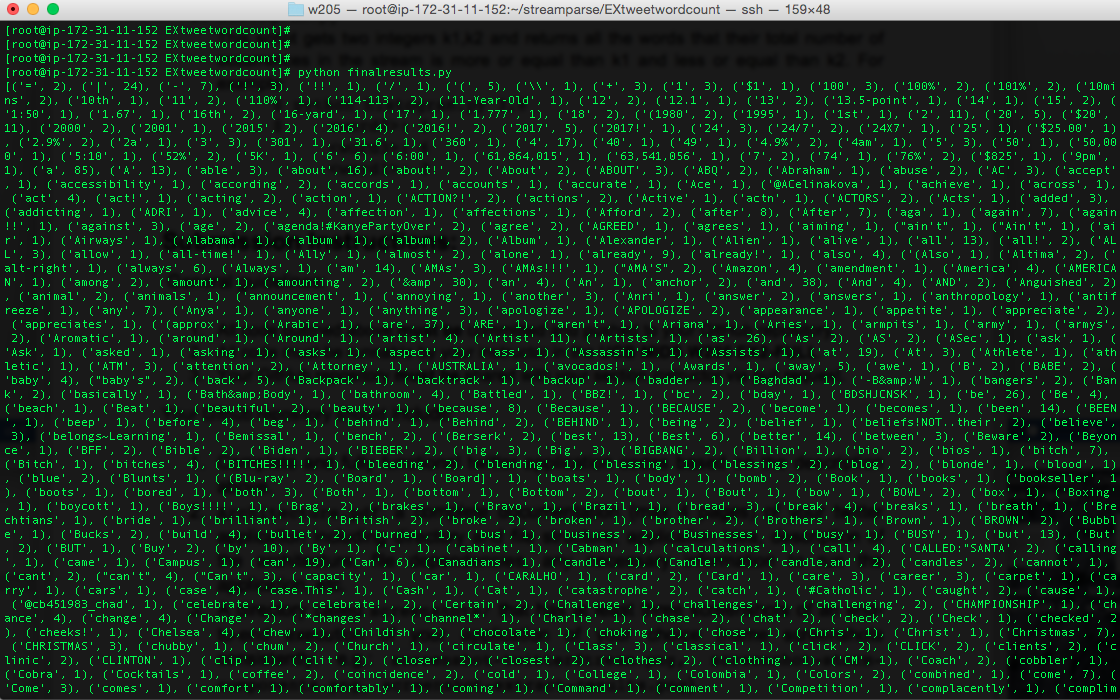 w205 — root@ip-172-31-11-152:~/streamparse/EXtweetwordcount — ssh — 159×48
[root@ip-172-31-11-152 EXtweetwordcount]#
[root@ip-172-31-11-152 EXtweetwordcount]#
[root@ip-172-31-11-152 EXtweetwordcount]#
[root@ip-172-31-11-152 EXtweetwordcount]# python finalresults.py
[('=', 2), ('|', 24), ('-', 7), ('!', 3), ('!!', 1), ('/', 1), ('(', 5), ('\\', 1), ('+', 3), ('1', 3), ('$1', 1), ('100', 3), ('100%', 2), ('101%', 2), ('10mi
ns', 2), ('10th', 1), ('11', 2), ('110%', 1), ('114-113', 2), ('11-Year-Old', 1), ('12', 2), ('12.1', 1), ('13', 2), ('13.5-point', 1), ('14', 1), ('15', 2),
('1:50', 1), ('1.67', 1), ('16th', 2), ('16-yard', 1), ('17', 1), ('1,777', 1), ('18', 2), ('(1980', 2), ('1995', 1), ('1st', 1), ('2', 11), ('20', 5), ('$20',
11), ('2000', 2), ('2001', 1), ('2015', 2), ('2016', 4), ('2016!', 2), ('2017', 5), ('2017!', 1), ('24', 3), ('24/7', 2), ('24X7', 1), ('25', 1), ('$25.00', 1)
, ('2.9%', 2), ('2a', 1), ('3', 3), ('301', 1), ('31.6', 1), ('360', 1), ('4', 17), ('40', 1), ('49', 1), ('4.9%', 2), ('4am', 1), ('5', 3), ('50', 1), ('50,00
0', 1), ('5:10', 1), ('52%', 2), ('5K', 1), ('6', 6), ('6:00', 1), ('61,864,015', 1), ('63,541,056', 1), ('7', 2), ('74', 1), ('76%', 2), ('$825', 1), ('9pm',
1), ('a', 85), ('A', 13), ('able', 3), ('about', 16), ('about!', 2), ('About', 2), ('ABOUT', 3), ('ABQ', 2), ('Abraham', 1), ('abuse', 2), ('AC', 3), ('accept'
, 1), ('accessibility', 1), ('according', 2), ('accords', 1), ('accounts', 1), ('accurate', 1), ('Ace', 1), ('@ACelinakova', 1), ('achieve', 1), ('across', 1),
('act', 4), ('act!', 1), ('acting', 2), ('action', 1), ('ACTION?!', 2), ('actions', 2), ('Active', 1), ('actn', 1), ('ACTORS', 2), ('Acts', 1), ('added', 3),
('addicting', 1), ('ADRI', 1), ('advice', 4), ('affection', 1), ('affections', 1), ('Afford', 2), ('after', 8), ('After', 7), ('aga', 1), ('again', 7), ('again
!!', 1), ('against', 3), ('age', 2), ('agenda!#KanyePartyOver', 2), ('agree', 2), ('AGREED', 1), ('agrees', 1), ('aiming', 1), ("ain't", 1), ("Ain't", 1), ('ai
r', 1), ('Airways', 1), ('Alabama', 1), ('album', 1), ('album!', 2), ('Album', 1), ('Alexander', 1), ('Alien', 1), ('alive', 1), ('all', 13), ('all!', 2), ('Al
L', 3), ('allow', 1), ('all-time!', 1), ('Ally', 1), ('almost', 2), ('alone', 1), ('already', 9), ('already!', 1), ('also', 4), ('(Also', 1), ('Altima', 2), ('
alt-right', 1), ('always', 6), ('Always', 1), ('am', 14), ('AMAs', 3), ('AMAs!!!', 1), ("AMA'S", 2), ('Amazon', 4), ('amendment', 1), ('America', 4), ('AMERICA
N', 1), ('among', 2), ('amount', 1), ('amounting', 2), ('&amp', 30), ('an', 4), ('An', 1), ('anchor', 2), ('and', 38), ('And', 4), ('AND', 2), ('Anguished', 2)
, ('animal', 2), ('animals', 1), ('announcement', 1), ('annoying', 1), ('another', 3), ('Anri', 1), ('answer', 2), ('answers', 1), ('anthropology', 1), ('antif
reeze', 1), ('any', 7), ('Anya', 1), ('anyone', 1), ('anything', 3), ('apologize', 1), ('APOLOGIZE', 2), ('appearance', 1), ('appetite', 1), ('appreciate', 2),
('appreciates', 1), ('(approx', 1), ('Arabic', 1), ('are', 37), ('ARE', 1), ("aren't", 1), ('Ariana', 1), ('Aries', 1), ('armpits', 1), ('army', 1), ('armys',
2), ('Aromatic', 2), ('around', 1), ('Around', 1), ('artist', 4), ('Artist', 11), ('Artists', 1), ('as', 26), ('As', 2), ('AS', 2), ('ASec', 1), ('ask', 1), (
'Ask', 1), ('asked', 1), ('asking', 1), ('asks', 1), ('aspect', 2), ('ass', 1), ("Assassin's", 1), ('Assists', 1), ('at', 19), ('At', 3), ('Athlete', 1), ('ath
letic', 1), ('ATM', 3), ('attention', 2), ('Attorney', 1), ('AUSTRALIA', 1), ('avocados!', 1), ('Awards', 1), ('away', 5), ('awe', 1), ('B', 2), ('BABE', 2), (
'baby', 4), ("baby's", 2), ('back', 5), ('Backpack', 1), ('backtrack', 1), ('backup', 1), ('badder', 1), ('Baghdad', 1), ('-B&amp;W', 1), ('bangers', 2), ('Ban
k', 2), ('basically', 1), ('Bath&amp;Body', 1), ('bathroom', 4), ('Battled', 1), ('BBZ!', 1), ('bc', 2), ('bday', 1), ('BDSHJCNSK', 1), ('be', 26), ('Be', 4),
('beach', 1), ('Beat', 1), ('beautiful', 2), ('beauty', 1), ('because', 8), ('Because', 1), ('BECAUSE', 2), ('become', 1), ('becomes', 1), ('been', 14), ('BEEN
', 1), ('beep', 1), ('before', 4), ('beg', 1), ('behind', 1), ('Behind', 2), ('BEHIND', 1), ('being', 2), ('belief', 1), ('beliefs!NOT..their', 2), ('believe',
3), ('belongs~Learning', 1), ('Bemissal', 1), ('bench', 2), ('(Berserk', 2), ('best', 13), ('Best', 6), ('better', 14), ('between', 3), ('Beware', 2), ('Beyon
ce', 1), ('BFF', 2), ('Bible', 2), ('Biden', 1), ('BIEBER', 2), ('big', 3), ('Big', 3), ('BIGBANG', 2), ('Billion', 1), ('bio', 2), ('bios', 1), ('bitch', 7),
('Bitch', 1), ('bitches', 4), ('BITCHES!!!!', 1), ('bleeding', 2), ('blending', 1), ('blessing', 1), ('blessings', 2), ('blog', 2), ('blonde', 1), ('blood', 1)
, ('blue', 2), ('Blunts', 1), ('(Blu-ray', 2), ('Board', 1), ('Board]', 1), ('boats', 1), ('body', 1), ('bomb', 2), ('Book', 1), ('books', 1), ('bookseller', 1
), ('boots', 1), ('bored', 1), ('both', 3), ('Both', 1), ('bottom', 1), ('Bottom', 2), ('bout', 1), ('Bout', 1), ('bow', 1), ('BOWL', 2), ('box', 1), ('Boxing'
, 1), ('boycott', 1), ('Boys!!!!', 1), ('Brag', 2), ('brakes', 1), ('Bravo', 1), ('Brazil', 1), ('bread', 3), ('break', 4), ('breaks', 1), ('breath', 1), ('bre
chtians', 1), ('bride', 1), ('brilliant', 1), ('British', 2), ('broke', 2), ('broken', 1), ('brother', 2), ('Brothers', 1), ('Brown', 1), ('BROWN', 2), ('Bubbl
e', 1), ('Bucks', 2), ('build', 4), ('bullet', 2), ('burned', 1), ('bus', 1), ('business', 2), ('Businesses', 1), ('busy', 1), ('BUSY', 1), ('but', 13), ('But'
, 2), ('BUT', 1), ('Buy', 2), ('by', 10), ('By', 1), ('c', 1), ('cabinet', 1), ('Cabman', 1), ('calculations', 1), ('call', 4), ('CALLED:"SANTA', 2), ('calling
', 1), ('came', 1), ('Campus', 1), ('can', 19), ('Can', 6), ('Canadians', 1), ('candle', 1), ('Candle!', 1), ('candle,and', 2), ('candles', 2), ('cannot', 1),
('cant', 2), ("can't", 4), ("Can't", 3), ('capacity', 1), ('car', 1), ('CARALHO', 1), ('card', 2), ('Card', 1), ('care', 3), ('career', 3), ('carpet', 1), ('ca
rry', 1), ('cars', 1), ('case', 4), ('case.This', 1), ('Cash', 1), ('Cat', 1), ('catastrophe', 2), ('catch', 1), ('#Catholic', 1), ('caught', 2), ('cause', 1),
('@cb451983_chad', 1), ('celebrate', 1), ('celebrate!', 2), ('Certain', 2), ('Challenge', 1), ('challenges', 1), ('challenging', 2), ('CHAMPIONSHIP', 1), ('ch
ance', 4), ('change', 4), ('Change', 2), ('*changes', 1), ('channel*', 1), ('Charlie', 1), ('chase', 2), ('chat', 2), ('check', 2), ('Check', 1), ('checked', 2
), ('cheeks!', 1), ('Chelsea', 4), ('chew', 1), ('Childish', 2), ('chocolate', 1), ('choking', 1), ('chose', 1), ('Chris', 1), ('Christ', 1), ('Christmas', 7),
('CHRISTMAS', 3), ('chubby', 1), ('chum', 2), ('Church', 1), ('circulate', 1), ('Class', 3), ('classical', 1), ('click', 2), ('CLICK', 2), ('clients', 2), ('c
linic', 2), ('CLINTON', 1), ('clip', 1), ('clit', 2), ('closer', 2), ('closest', 2), ('clothes', 2), ('clothing', 1), ('CM', 1), ('Coach', 2), ('cobbler', 1),
('Cobra', 1), ('Cocktails', 1), ('coffee', 2), ('coincidence', 2), ('cold', 1), ('College', 1), ('Colombia', 1), ('Colors', 2), ('combined', 1), ('come', 7), (
'Come', 3), ('comes', 1), ('comfort', 1), ('comfortably', 1), ('coming', 1), ('Command', 1), ('comment', 1), ('Competition', 1), ('complacently', 1), ('complem